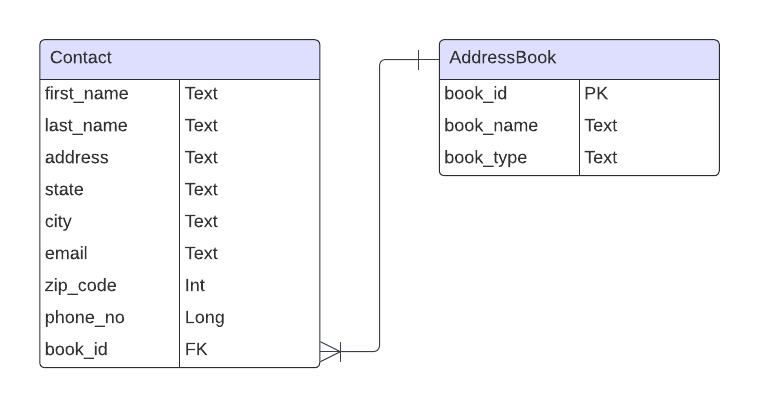 Contact
first_name Text
last_name Text
address Text
state Text
city Text
email Text
zip_code Int
phone_no Long
book_id FK
AddressBook
book_id PK
book_name Text
book_type Text